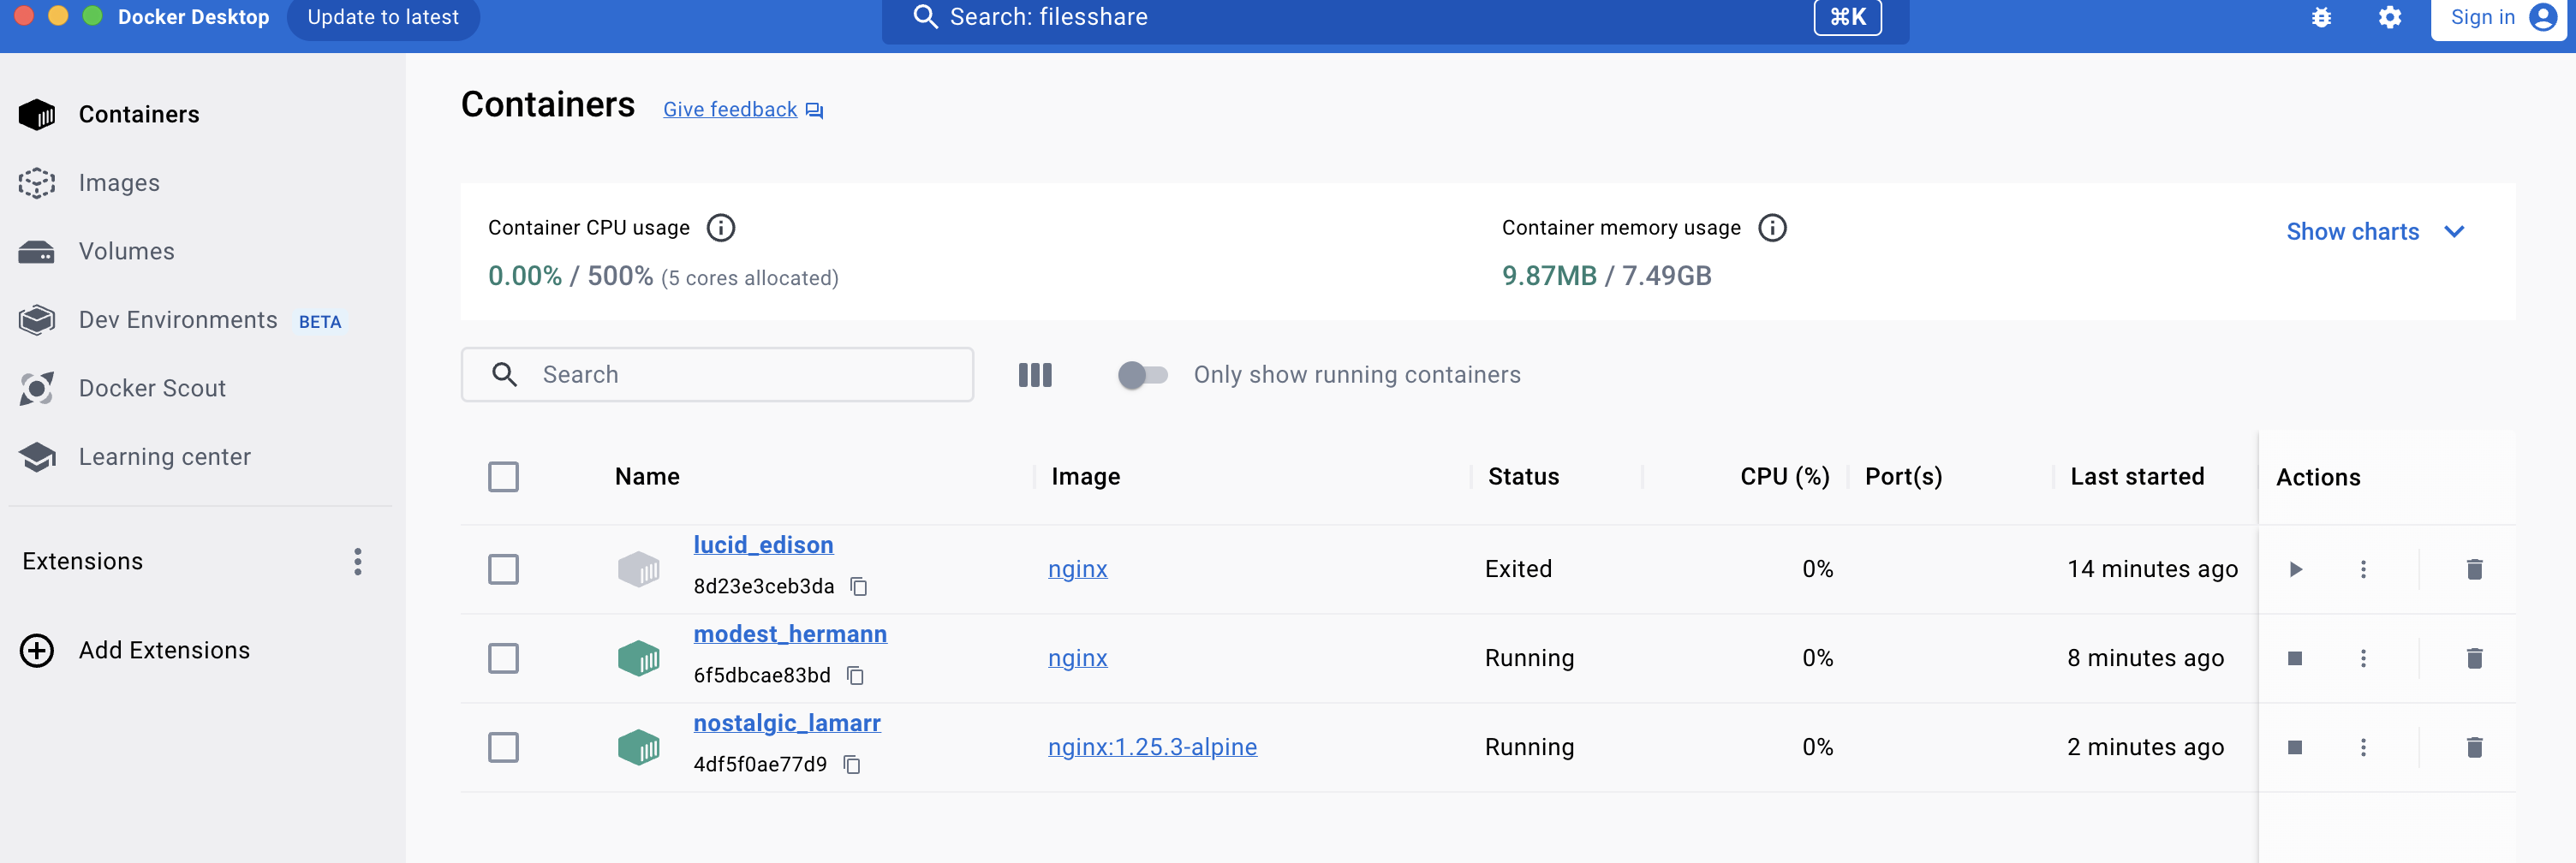 Docker Desktop Update to latest Search: filesshare ⌘K Sign in
Containers
Images
Volumes
Dev Environments BETA
Docker Scout
Learning center
Extensions
Add Extensions
Containers Give feedback
Container CPU usage
0.00% / 500% (5 cores allocated)
Container memory usage
9.87MB / 7.49GB
Show charts
Search
Only show running containers
Name Image Status CPU (%) Port(s) Last started Actions
lucid_edison
8d23e3ceb3da
nginx Exited 0% 14 minutes ago
modest_hermann
6f5dbcae83bd
nginx Running 0% 8 minutes ago
nostalgic_lamarr
4df5f0ae77d9
nginx:1.25.3-alpine Running 0% 2 minutes ago